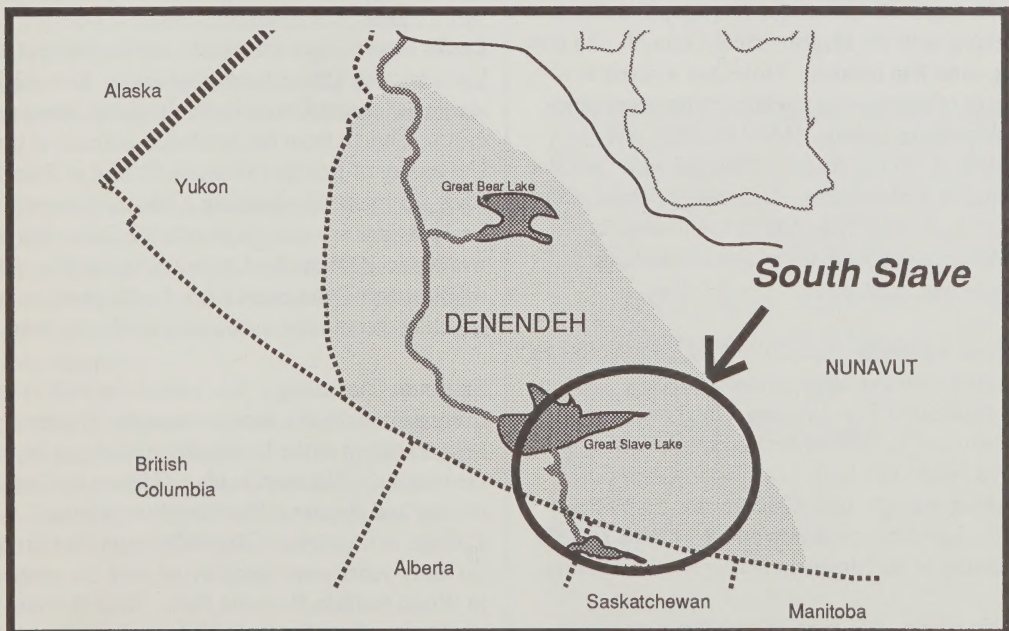 Alaska
Yukon
Great Bear Lake
South Slave
DENENDEH
NUNAVUT
Great Slave Lake
British
Columbia
Alberta
Saskatchewan
Manitoba